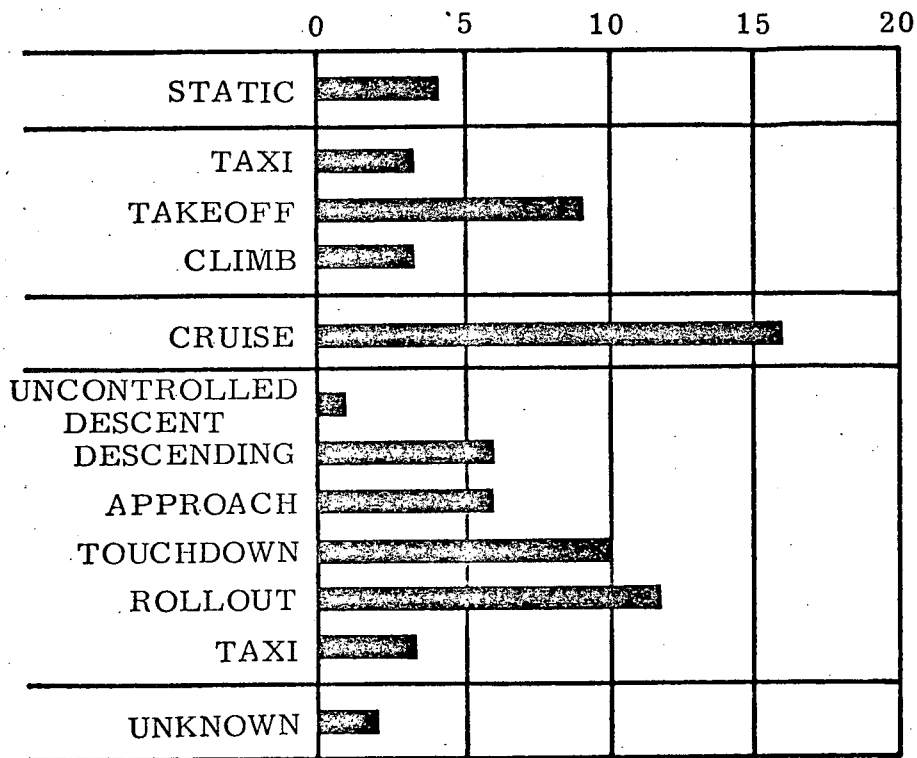 0 5 10 15 20
STATIC
TAXI
TAKEOFF
CLIMB
CRUISE
UNCONTROLLED
DESCENT
DESCENDING
APPROACH
TOUCHDOWN
ROLLOUT
TAXI
UNKNOWN